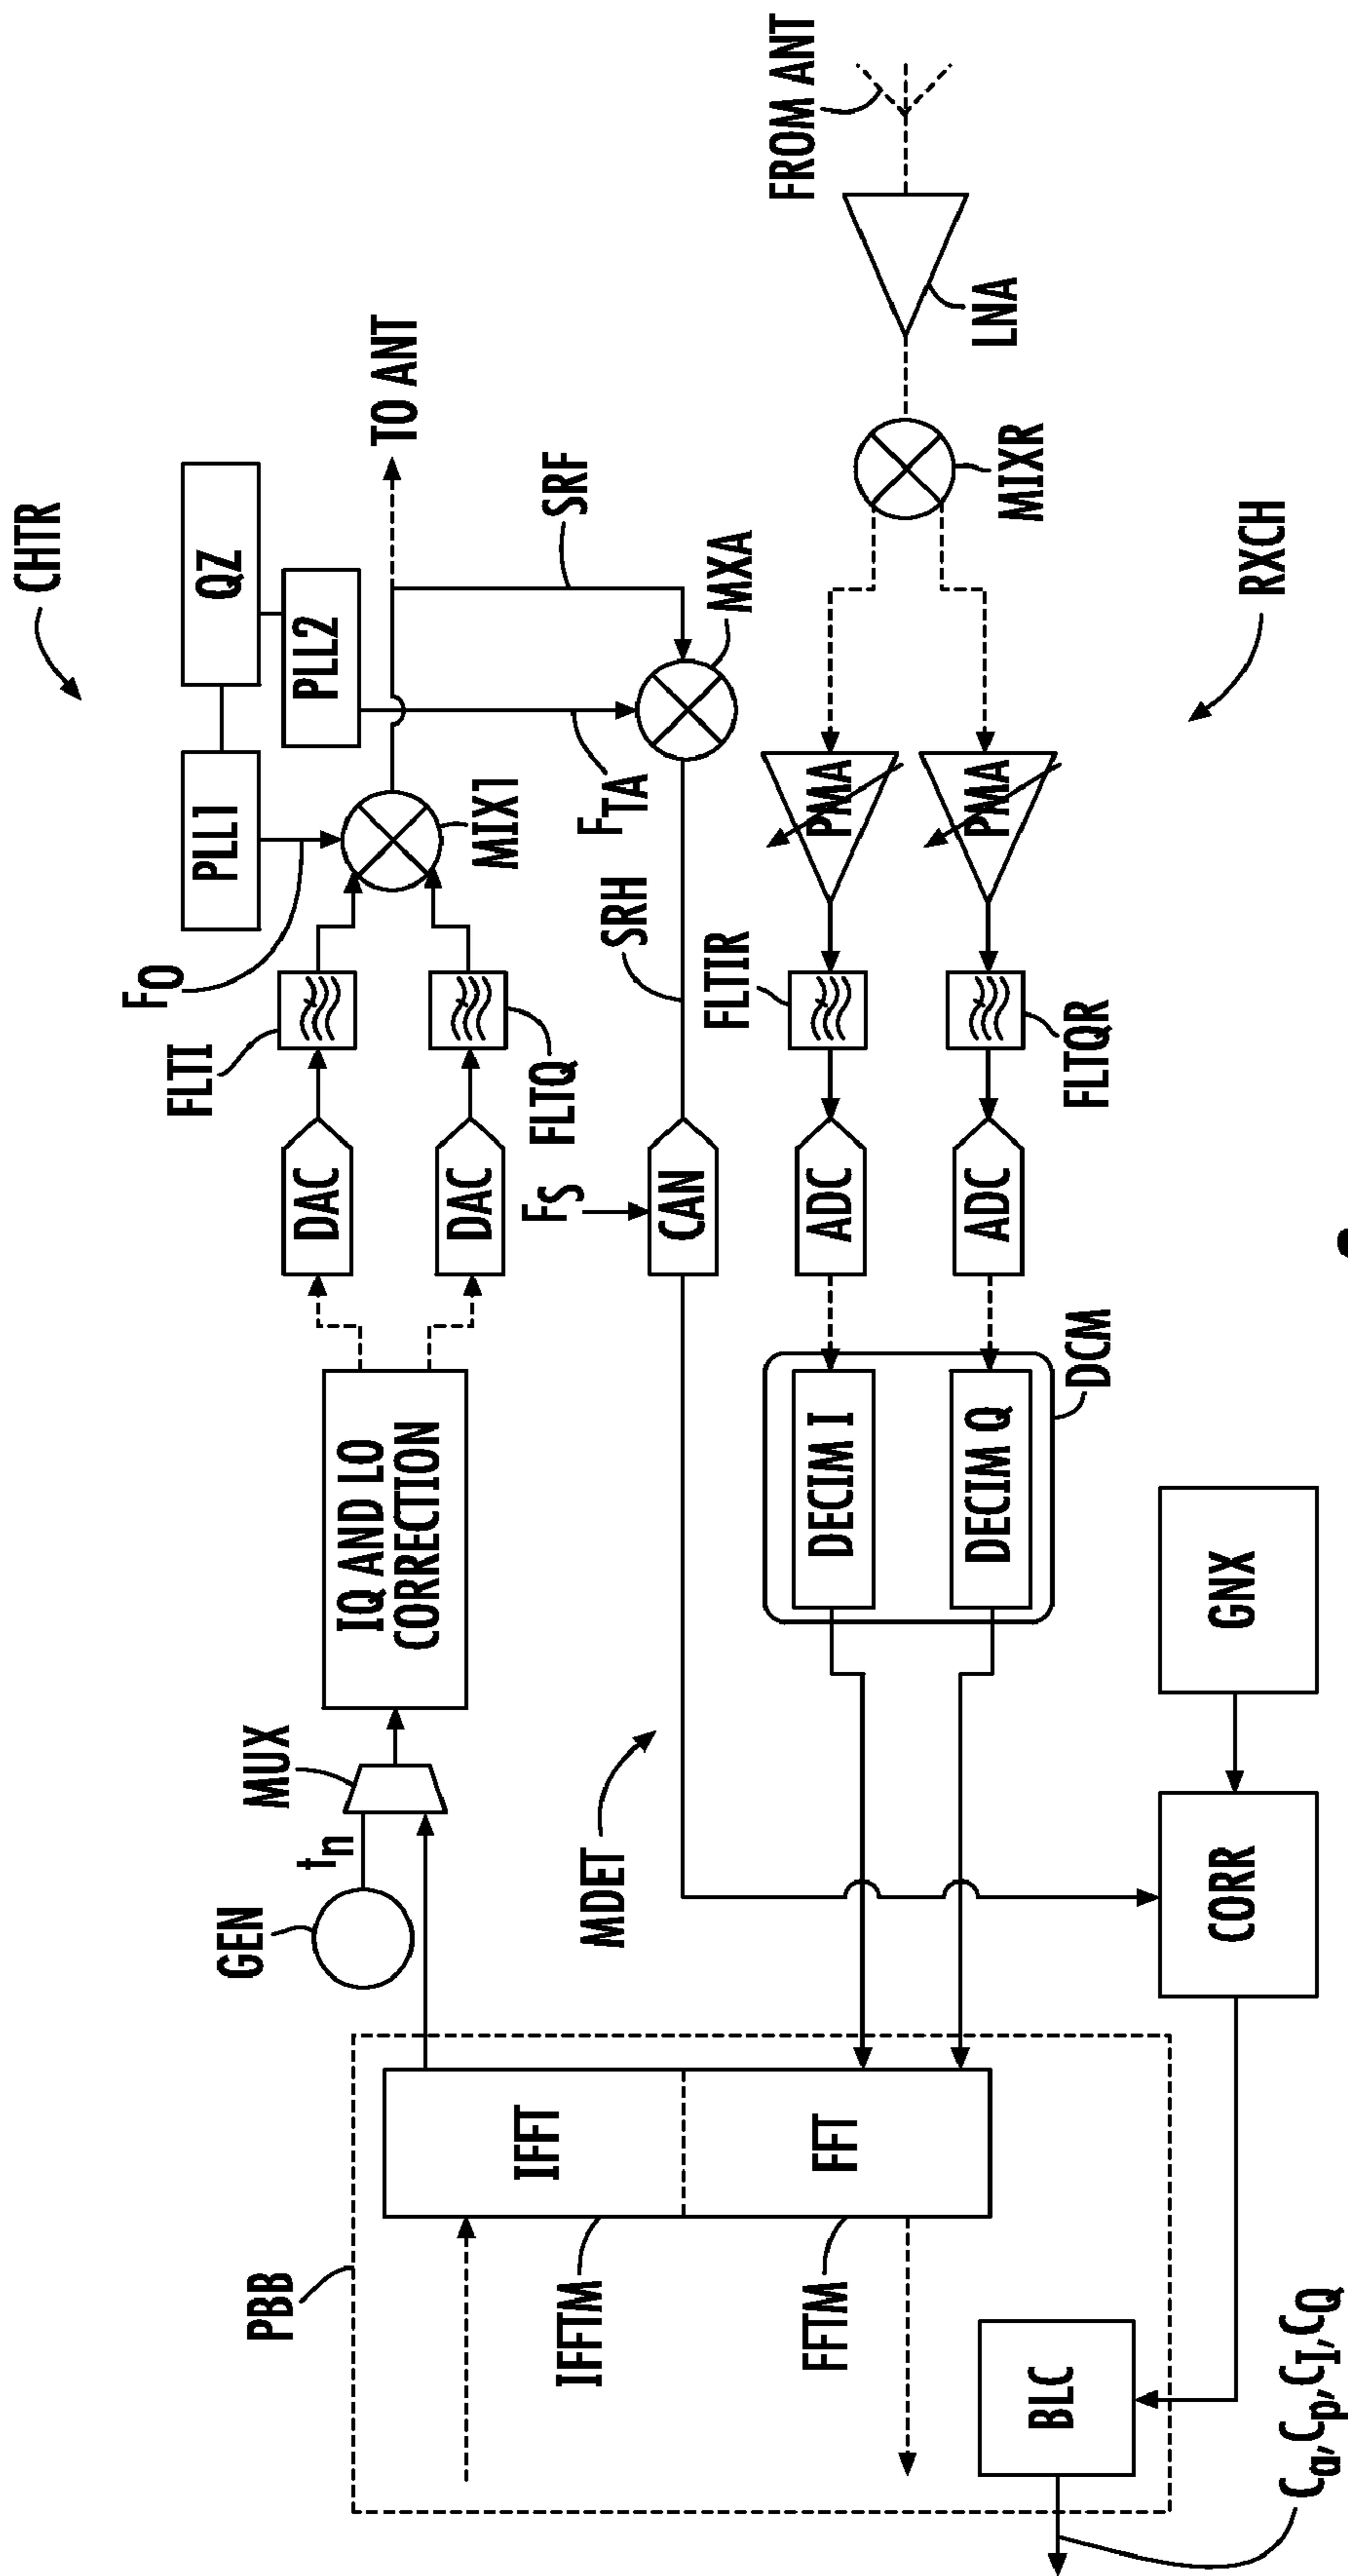 CHTR
QZ
PLL1
PLL2
TO ANT
FO
FLTI
MIX1
SRF
DAC
DAC
FLTQ
FTA
MXA
MUX
IQ AND LO
CORRECTION
GEN
tn
FS
CAN
SRH
FROM ANT
LNA
MIXR
PMA
PMA
FLTIR
FLTQR
ADC
ADC
RXCH
MDET
DECIM I
DECIM Q
DCM
PBB
IFFT
FFT
IFFTM
FFTM
GNX
CORR
BLC
Ca,Cp,CI,CQ